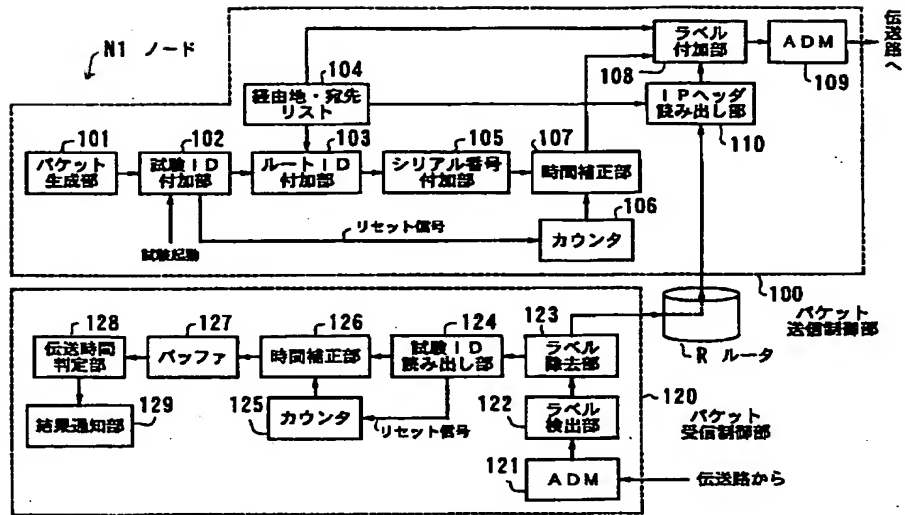 N1 ノード
104
経由地・宛先
リスト
ラベル
付加部
108
ADM
109
伝送路へ
IPヘッダ
読み出し部
110
101
パケット
生成部
102
試験ID
付加部
103
ルートID
付加部
105
シリアル番号
付加部
107
時間補正部
106
カウンタ
リセット信号
試験起動
100
パケット
送信制御部
R ルータ
128
伝送時間
判定部
127
バッファ
126
時間補正部
124
試験ID
読み出し部
123
ラベル
除去部
129
結果通知部
125
カウンタ
リセット信号
122
ラベル
検出部
120
パケット
受信制御部
121
ADM
伝送路から